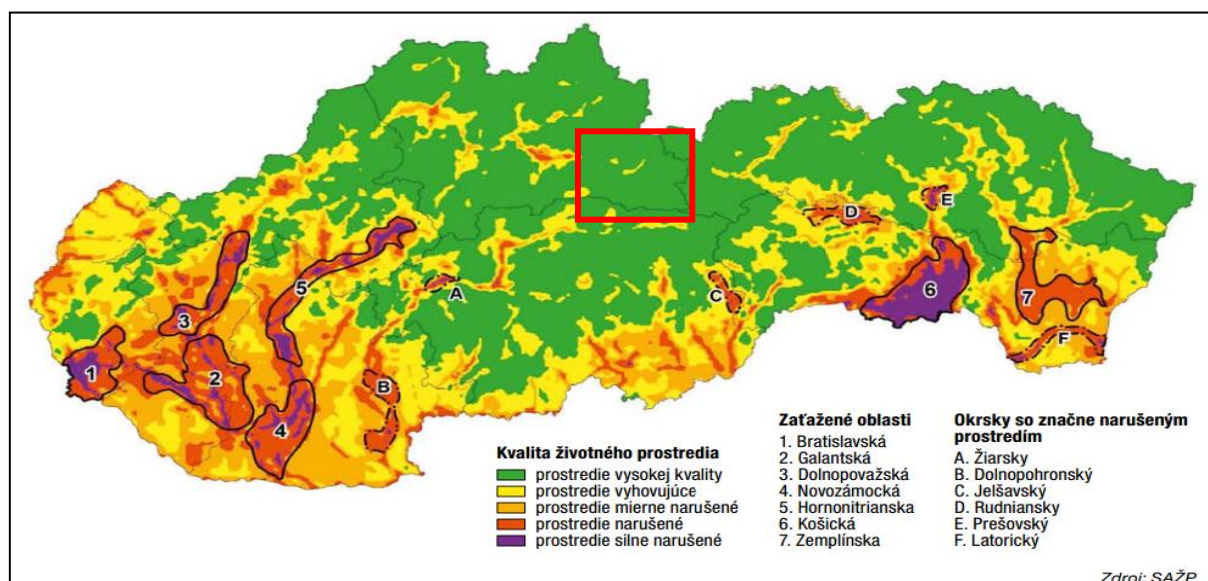 1
2
3
4
5
6
7
A
B
C
D
E
F
Kvalita životného prostredia
prostredie vysokej kvality
prostredie vyhovujúce
prostredie mierne narušené
prostredie narušené
prostredie silne narušené
Zaťažené oblasti
1. Bratislavská
2. Galantská
3. Dolnopovažská
4. Novozámocká
5. Hornonitrianska
6. Košická
7. Zemplínska
Okrsky so značne narušeným
prostredím
A. Žiarsky
B. Dolnopohronský
C. Jelšavský
D. Rudniansky
E. Prešovský
F. Latorický
Zdroj: SAŽP